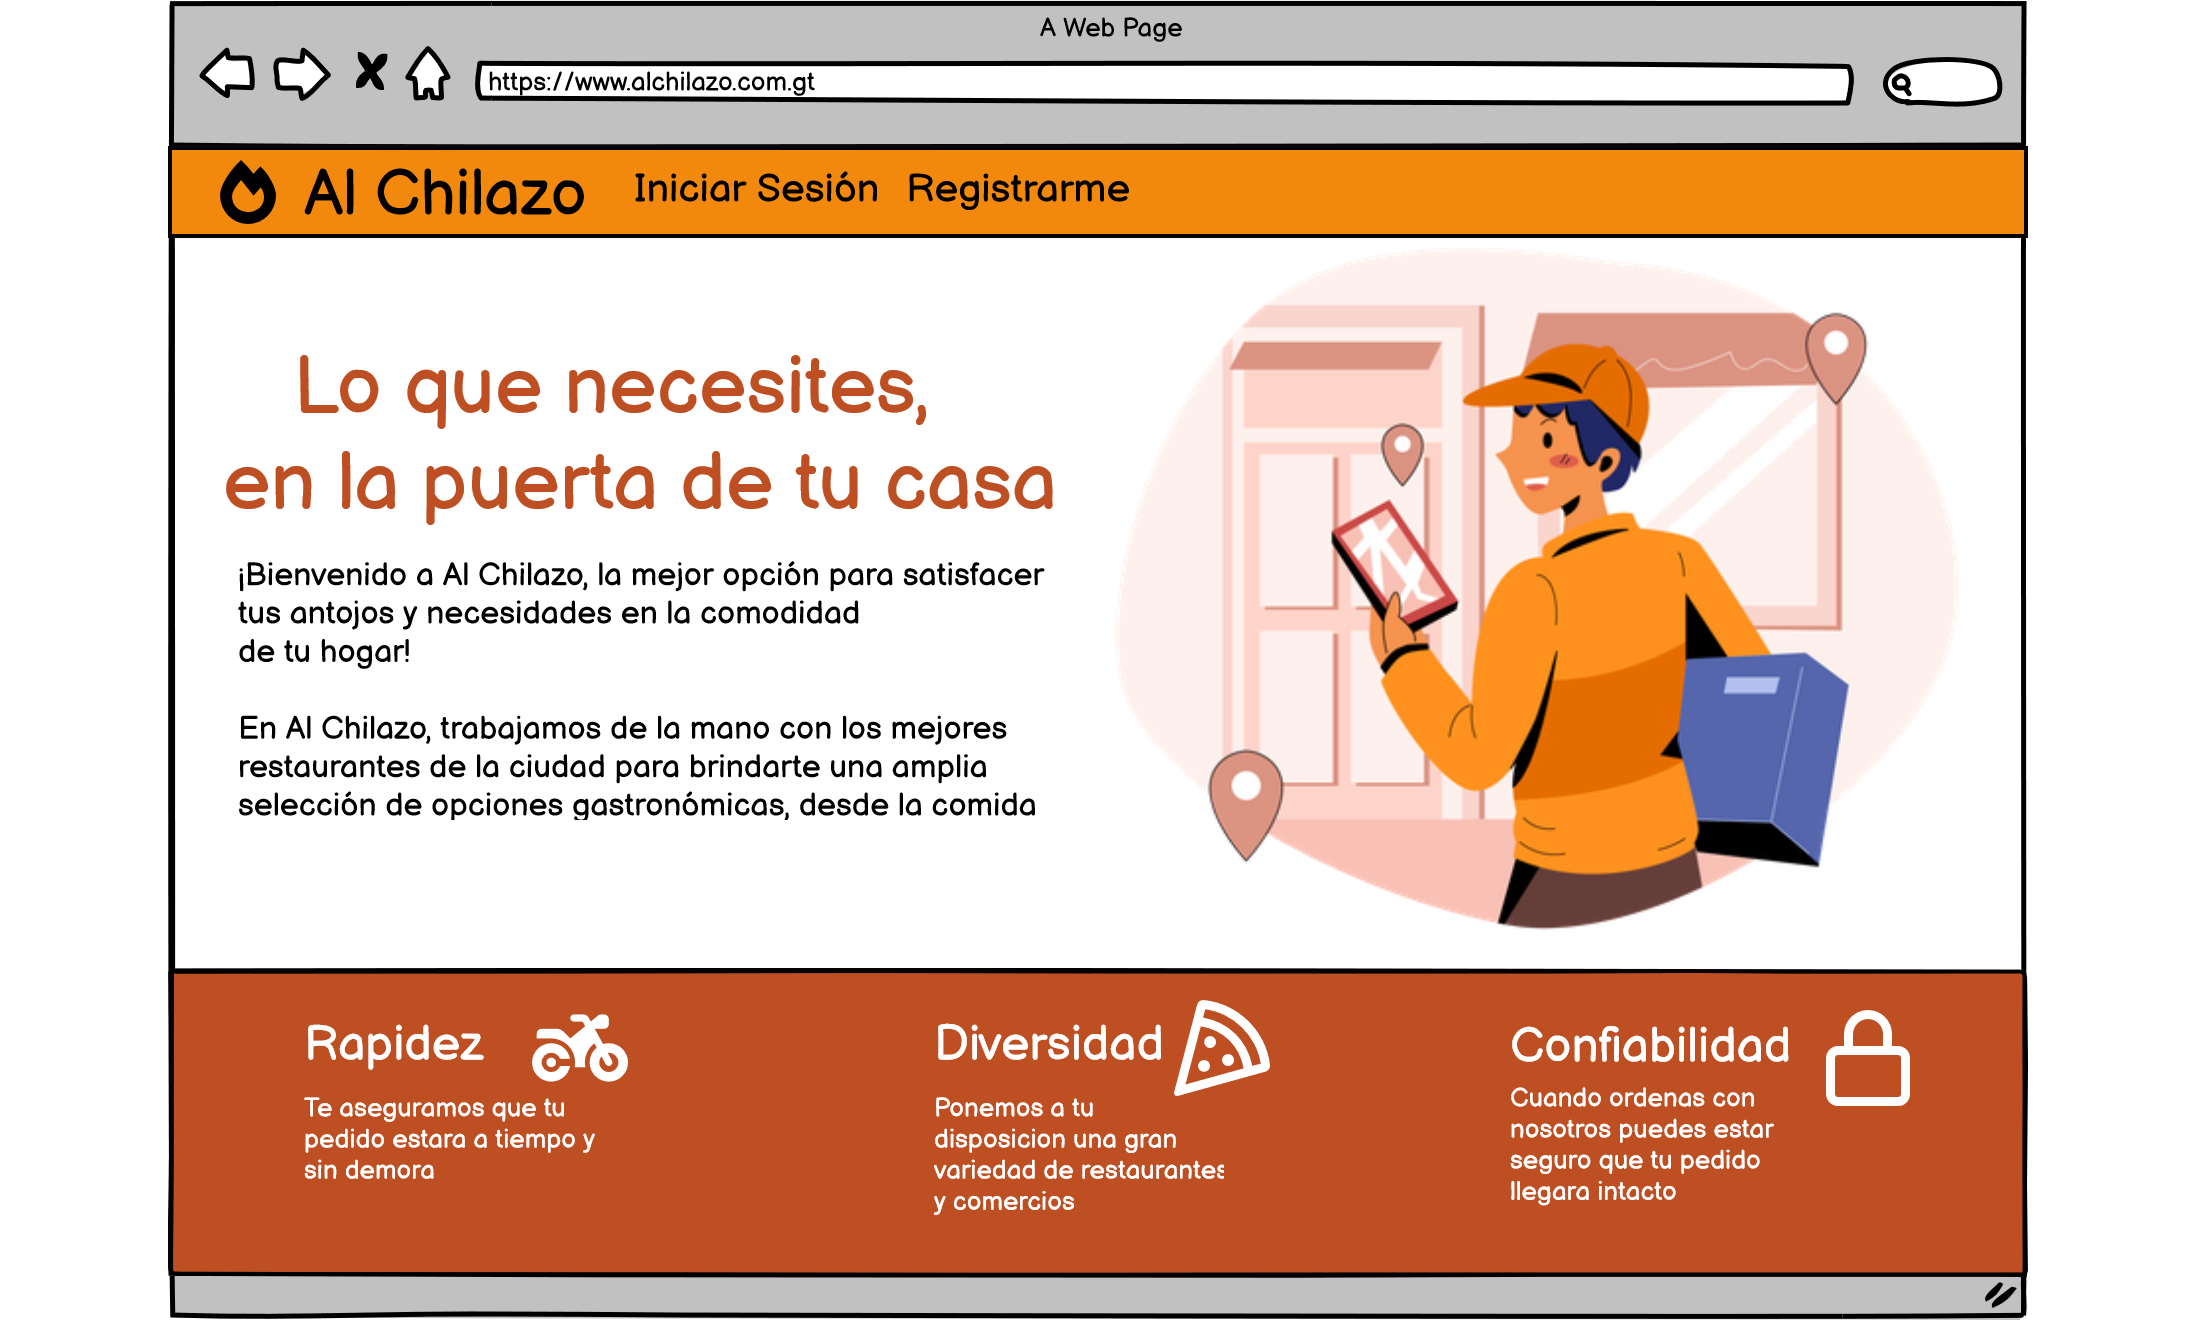 A Web Page
https://www.alchilazo.com.gt
Al Chilazo Iniciar Sesión Registrarme
Lo que necesites,
en la puerta de tu casa
¡Bienvenido a Al Chilazo, la mejor opción para satisfacer
tus antojos y necesidades en la comodidad
de tu hogar!
En Al Chilazo, trabajamos de la mano con los mejores
restaurantes de la ciudad para brindarte una amplia
selección de opciones gastronómicas, desde la comida
Rapidez
Te aseguramos que tu
pedido estara a tiempo y
sin demora
Diversidad
Ponemos a tu
disposicion una gran
variedad de restaurantes
y comercios
Confiabilidad
Cuando ordenas con
nosotros puedes estar
seguro que tu pedido
llegara intacto